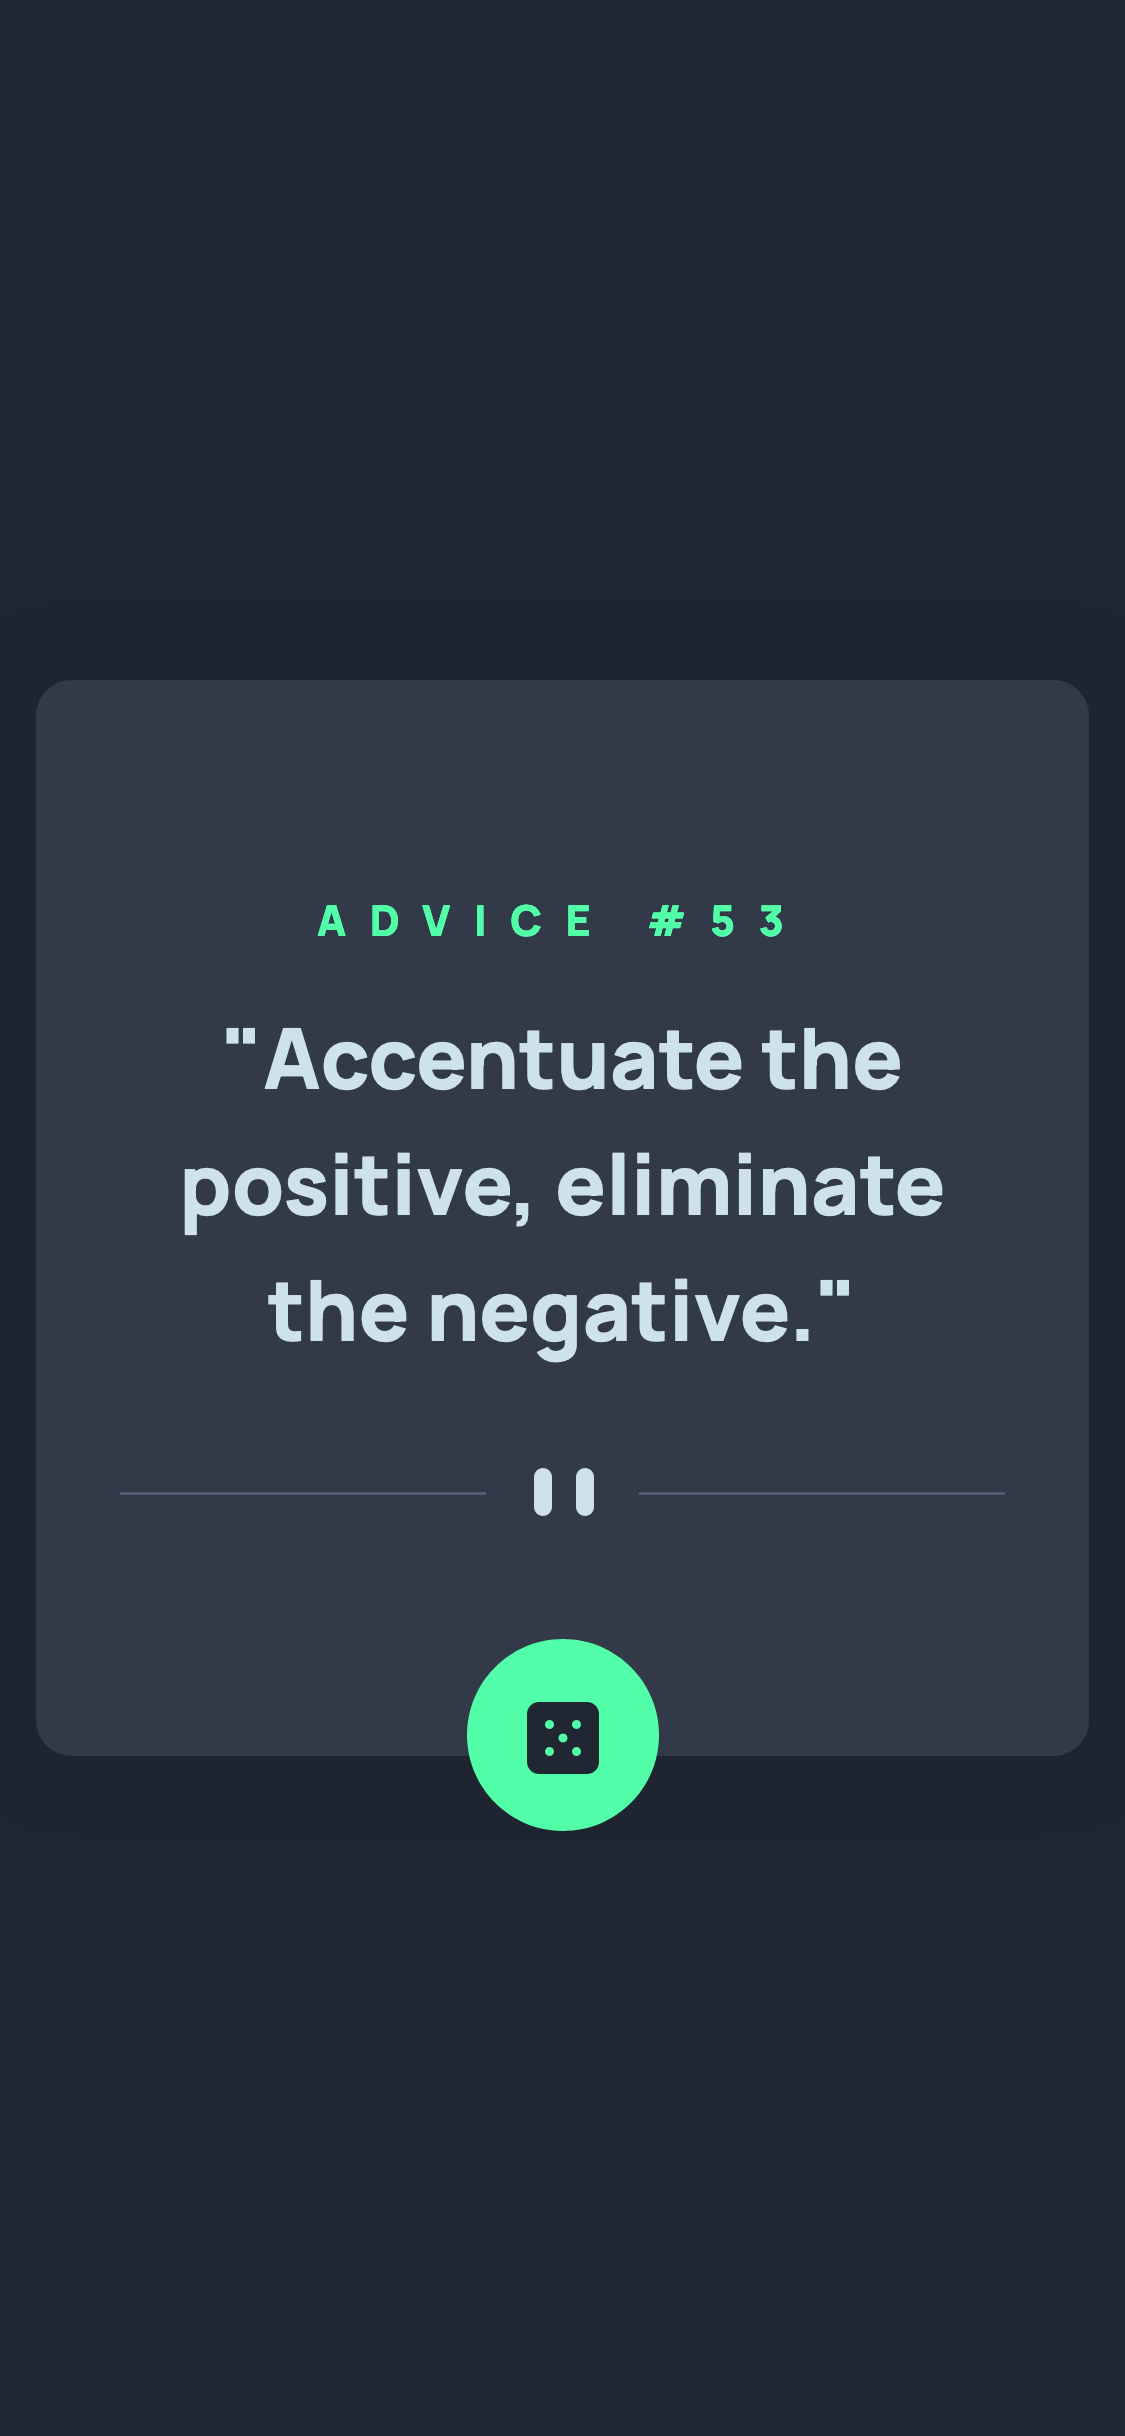 ADVICE #53
"Accentuate the
positive, eliminate
the negative."